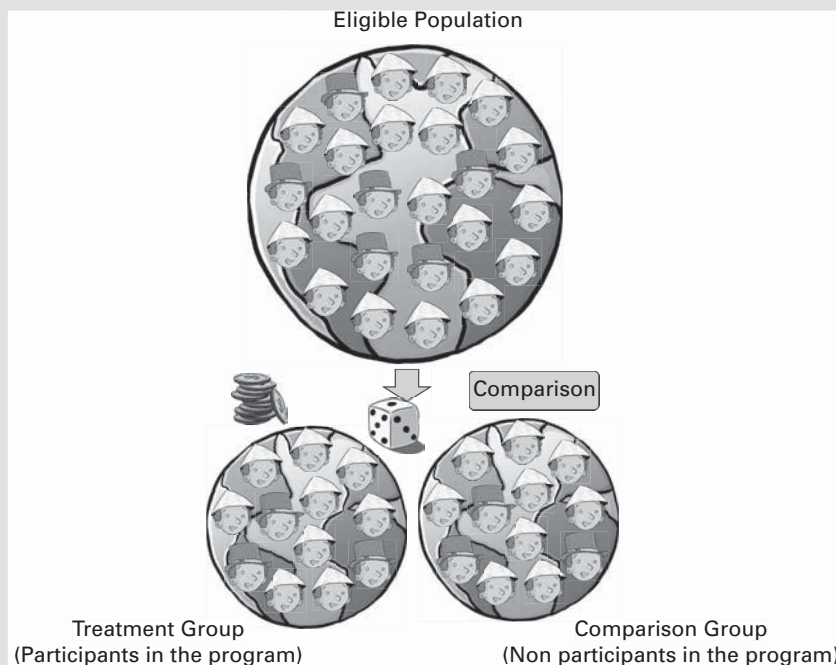 Eligible Population
Comparison
Treatment Group
(Participants in the program)
Comparison Group
(Non participants in the program)